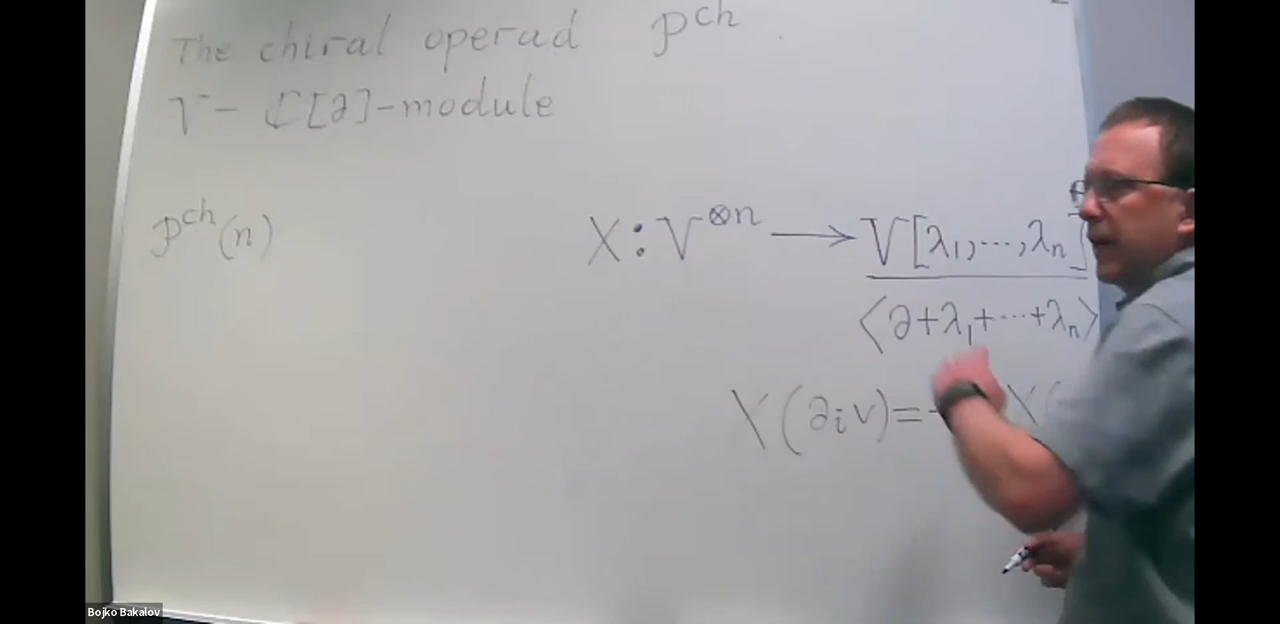 The chiral operad 𝒫^ch.
V - ℂ[∂]-module
𝒫^ch(n) X : V^⊗n ⟶ V[λ₁,...,λₙ]
⟨∂+λ₁+...+λₙ⟩
X(∂ᵢv)=- X(
Bojko Bakalov